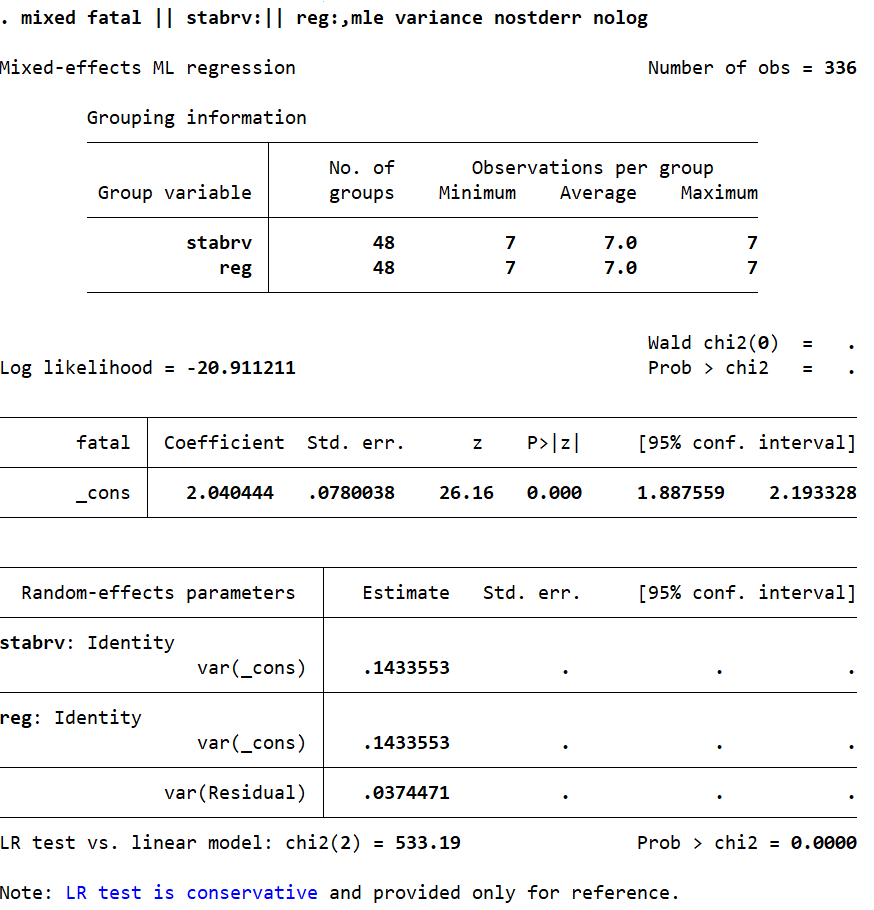 . mixed fatal || stabrv:|| reg:,mle variance nostderr nolog
Mixed-effects ML regression Number of obs = 336
Grouping information
No. of Observations per group
Group variable groups Minimum Average Maximum
stabrv 48 7 7.0 7
reg 48 7 7.0 7
Wald chi2(0) = .
Log likelihood = -20.911211 Prob > chi2 = .
fatal Coefficient Std. err. z P>|z| [95% conf. interval]
_cons 2.040444 .0780038 26.16 0.000 1.887559 2.193328
Random-effects parameters Estimate Std. err. [95% conf. interval]
stabrv: Identity
var(_cons) .1433553 . . .
reg: Identity
var(_cons) .1433553 . . .
var(Residual) .0374471 . . .
LR test vs. linear model: chi2(2) = 533.19 Prob > chi2 = 0.0000
Note: LR test is conservative and provided only for reference.